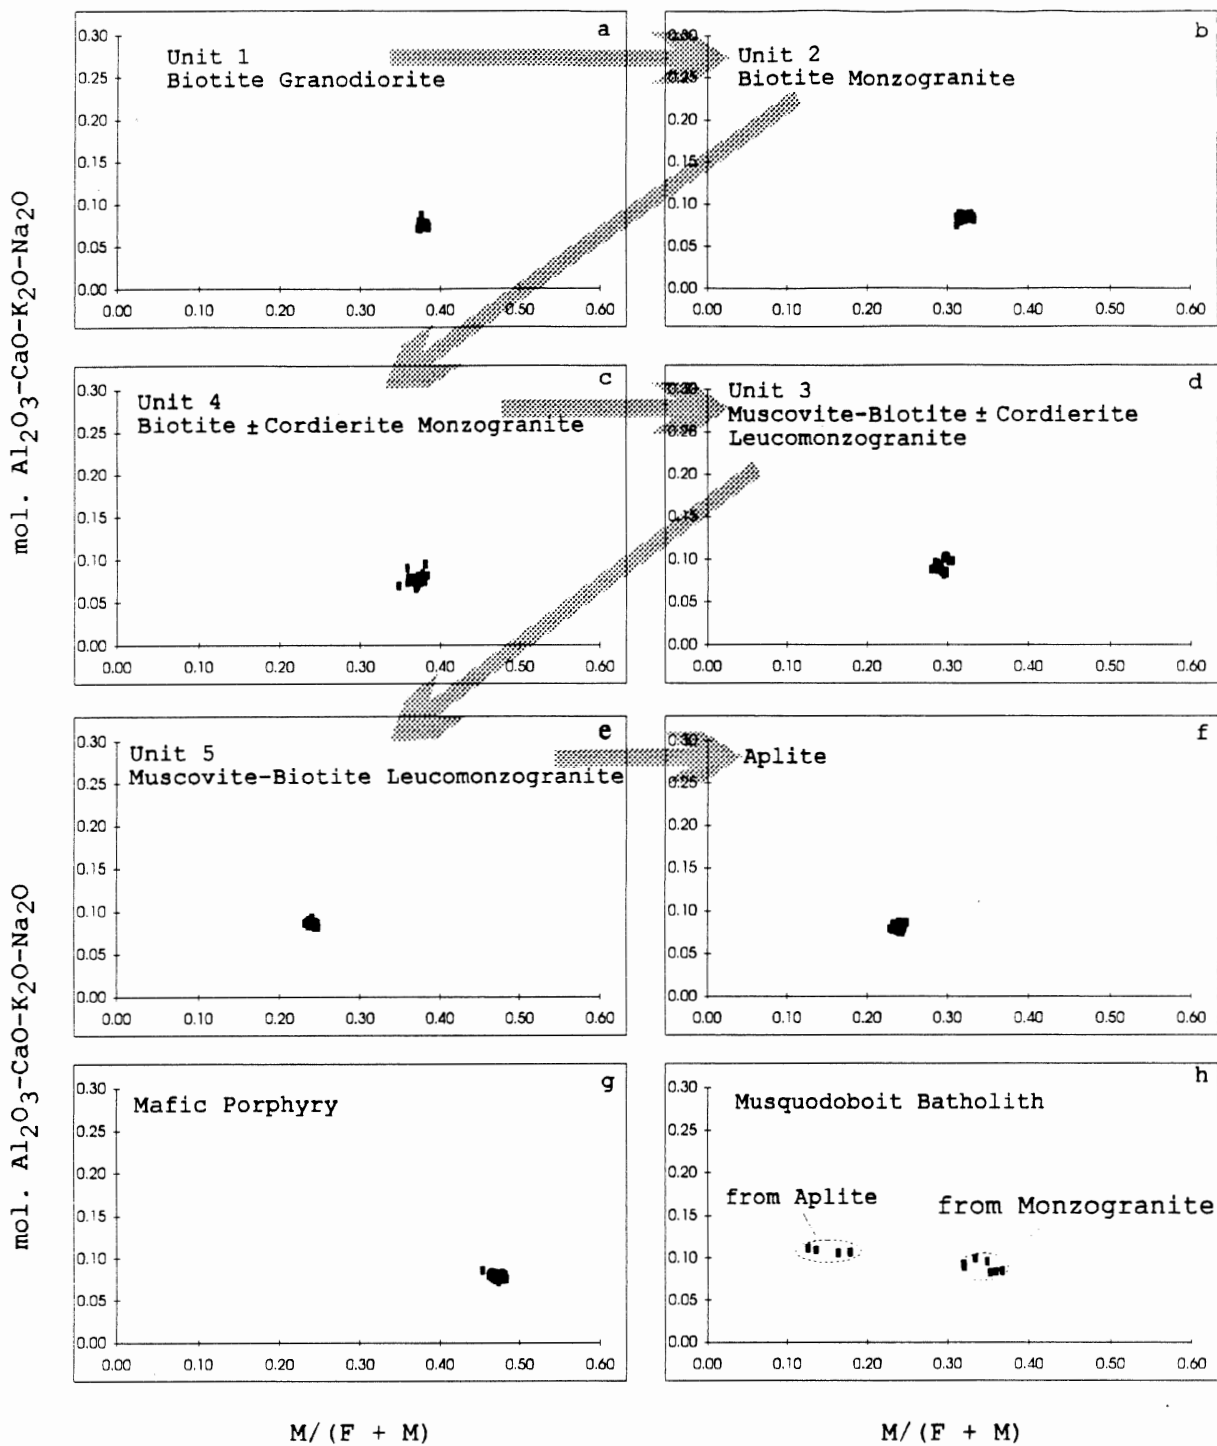 a
Unit 1
Biotite Granodiorite
0.30
0.25
0.20
0.15
0.10
0.05
0.00
0.00 0.10 0.20 0.30 0.40 0.50 0.60
b
Unit 2
Biotite Monzogranite
0.30
0.25
0.20
0.15
0.10
0.05
0.00
0.00 0.10 0.20 0.30 0.40 0.50 0.60
mol. Al2O3-CaO-K2O-Na2O
c
Unit 4
Biotite ± Cordierite Monzogranite
0.30
0.25
0.20
0.15
0.10
0.05
0.00
0.00 0.10 0.20 0.30 0.40 0.50 0.60
d
Unit 3
Muscovite-Biotite ± Cordierite
Leucomonzogranite
0.30
0.25
0.20
0.15
0.10
0.05
0.00
0.00 0.10 0.20 0.30 0.40 0.50 0.60
e
Unit 5
Muscovite-Biotite Leucomonzogranite
0.30
0.25
0.20
0.15
0.10
0.05
0.00
0.00 0.10 0.20 0.30 0.40 0.50 0.60
f
Aplite
0.30
0.25
0.20
0.15
0.10
0.05
0.00
0.00 0.10 0.20 0.30 0.40 0.50 0.60
mol. Al2O3-CaO-K2O-Na2O
g
Mafic Porphyry
0.30
0.25
0.20
0.15
0.10
0.05
0.00
0.00 0.10 0.20 0.30 0.40 0.50 0.60
h
Musquodoboit Batholith
from Aplite
from Monzogranite
0.30
0.25
0.20
0.15
0.10
0.05
0.00
0.00 0.10 0.20 0.30 0.40 0.50 0.60
M/(F + M)
M/(F + M)